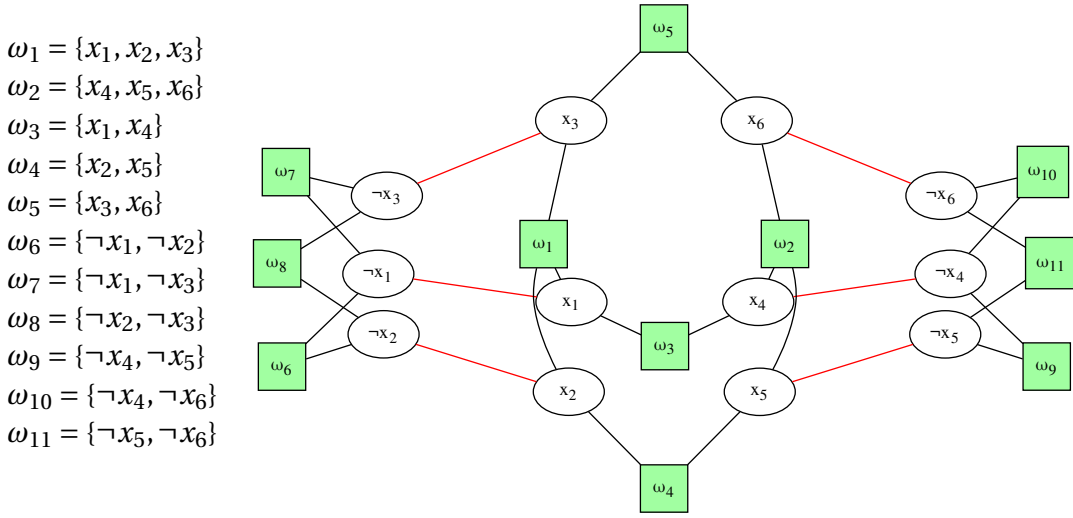 ω₁ = {x₁, x₂, x₃}
ω₂ = {x₄, x₅, x₆}
ω₃ = {x₁, x₄}
ω₄ = {x₂, x₅}
ω₅ = {x₃, x₆}
ω₆ = {¬x₁, ¬x₂}
ω₇ = {¬x₁, ¬x₃}
ω₈ = {¬x₂, ¬x₃}
ω₉ = {¬x₄, ¬x₅}
ω₁₀ = {¬x₄, ¬x₆}
ω₁₁ = {¬x₅, ¬x₆}
ω₅
x₃
x₆
ω₇
¬x₃
¬x₆
ω₁₀
ω₈
¬x₁
ω₁
ω₂
¬x₄
ω₁₁
x₁
x₄
¬x₂
ω₃
¬x₅
ω₆
ω₉
x₂
x₅
ω₄